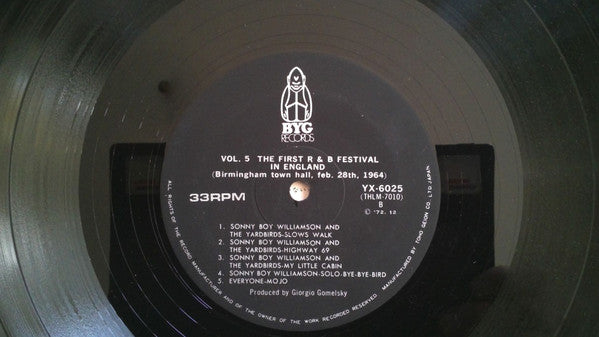 BYG
RECORDS
VOL. 5 THE FIRST R & B FESTIVAL
IN ENGLAND
(Birmingham town hall, feb. 28th, 1964)
33RPM
YX-6025
(THLM-7010)
B
© '72. 12
1. SONNY BOY WILLIAMSON AND
THE YARDBIRDS-SLOWS WALK
2. SONNY BOY WILLIAMSON AND
THE YARDBIRDS-HIGHWAY 69
3. SONNY BOY WILLIAMSON AND
THE YARDBIRDS-MY LITTLE CABIN
4. SONNY BOY WILLIAMSON-SOLO-BYE-BYE-BIRD
5. EVERYONE-MOJO
Produced by Giorgio Gomelsky
ALL RIGHTS OF THE RECORD MANUFACTURER AND OF THE OWNER OF THE WORK RECORDED RESERVED. MANUFACTURED BY TOHO GEION CO. LTD JAPAN